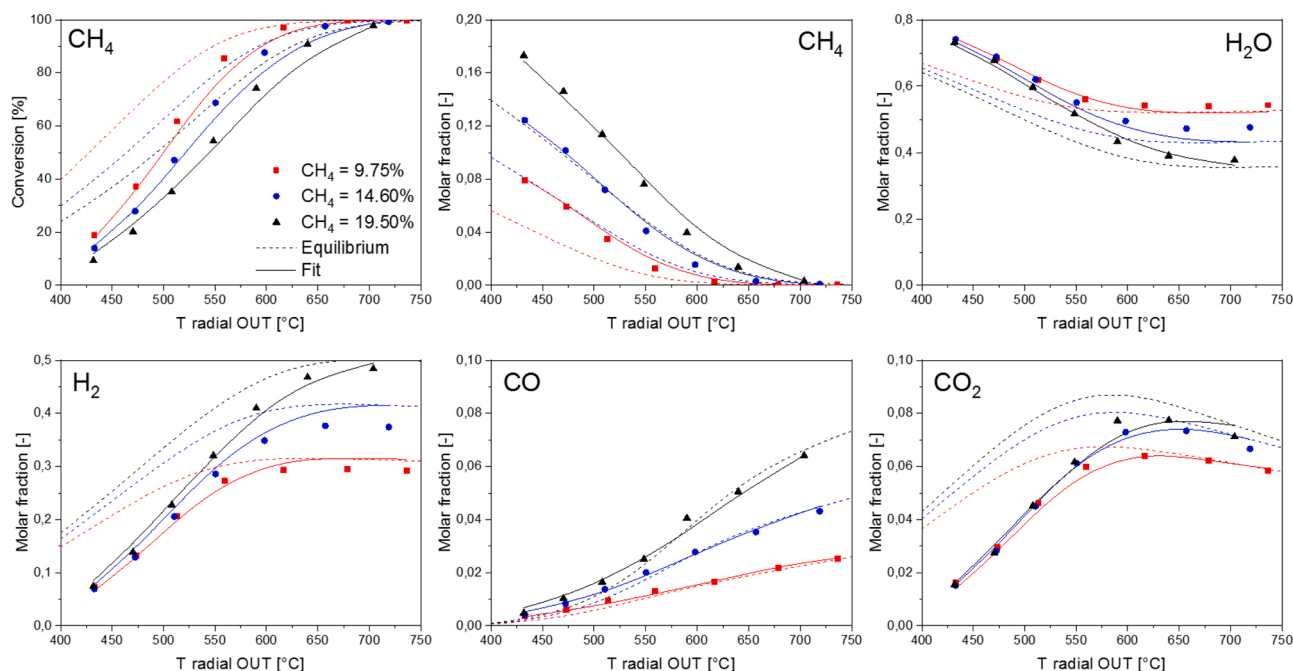 CH4
Conversion [%]
100
80
60
40
20
0
CH4 = 9.75%
CH4 = 14.60%
CH4 = 19.50%
Equilibrium
Fit
400 450 500 550 600 650 700 750
T radial OUT [°C]
CH4
Molar fraction [-]
0,20
0,16
0,12
0,08
0,04
0,00
400 450 500 550 600 650 700 750
T radial OUT [°C]
H2O
Molar fraction [-]
0,8
0,6
0,4
0,2
0,0
400 450 500 550 600 650 700 750
T radial OUT [°C]
H2
Molar fraction [-]
0,5
0,4
0,3
0,2
0,1
0,0
400 450 500 550 600 650 700 750
T radial OUT [°C]
CO
Molar fraction [-]
0,10
0,08
0,06
0,04
0,02
0,00
400 450 500 550 600 650 700 750
T radial OUT [°C]
CO2
Molar fraction [-]
0,10
0,08
0,06
0,04
0,02
0,00
400 450 500 550 600 650 700 750
T radial OUT [°C]